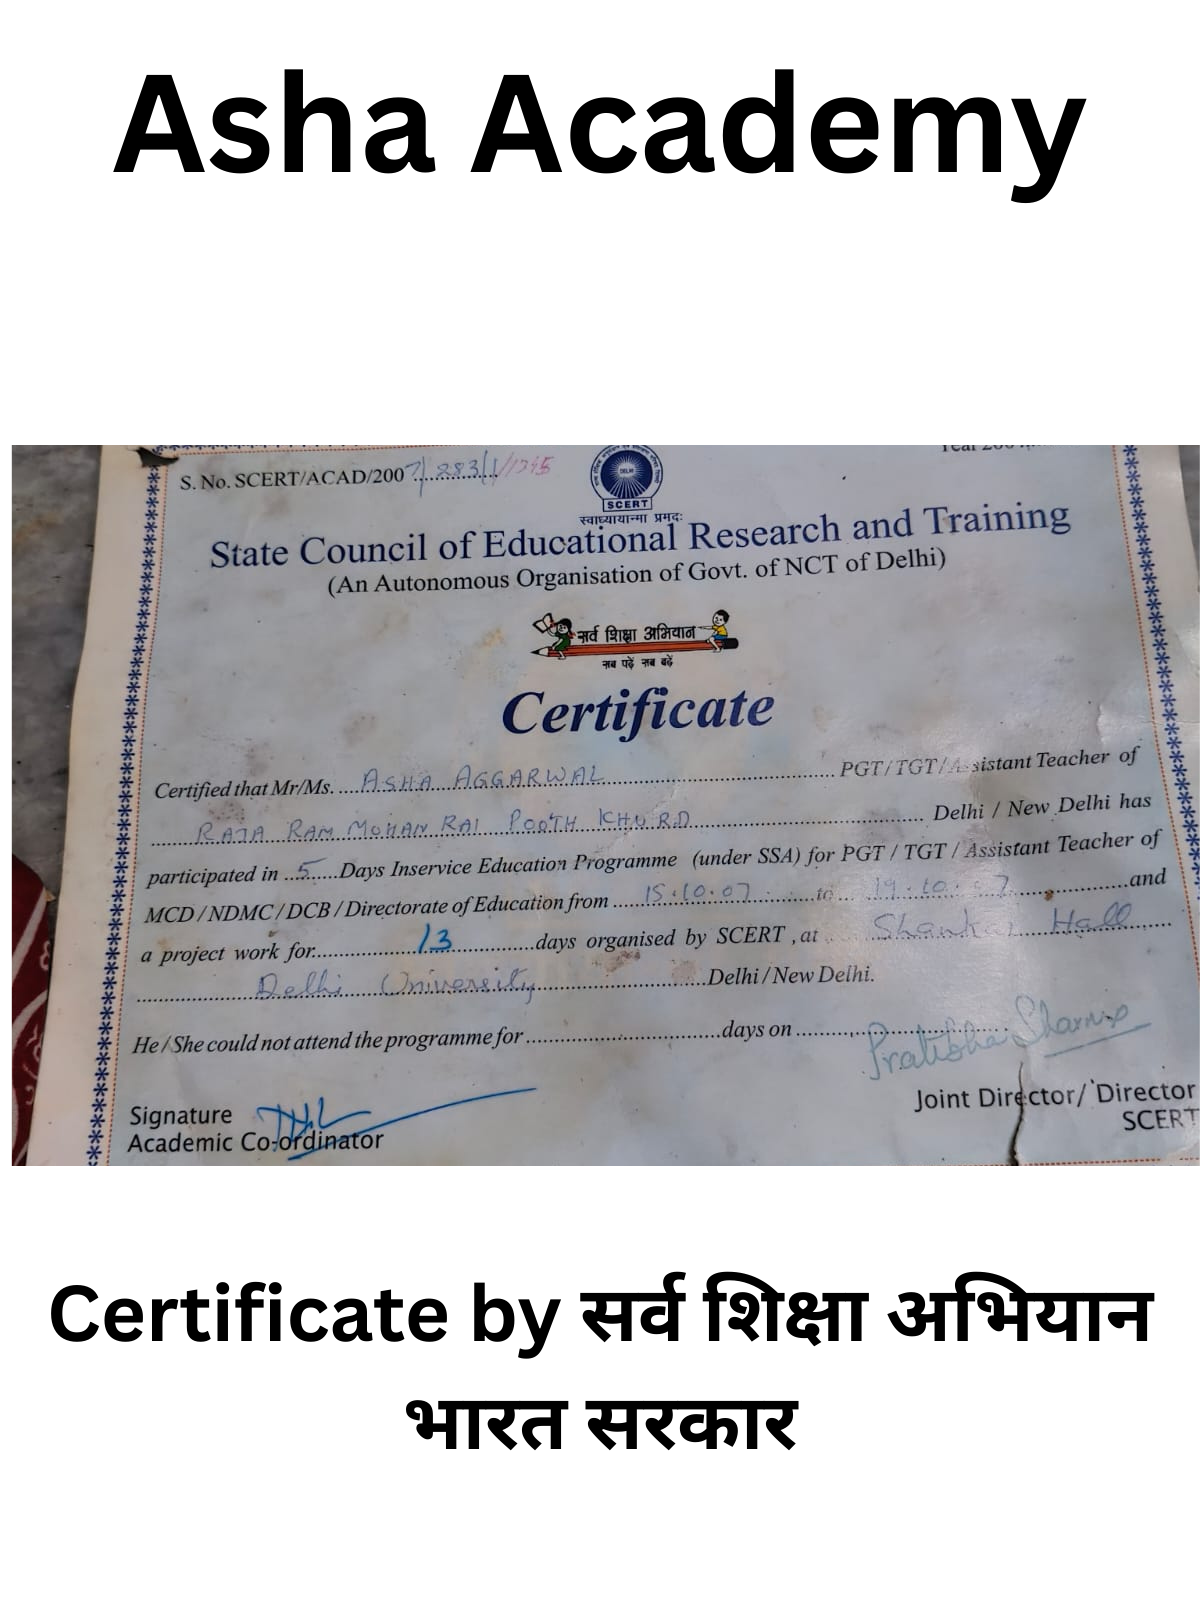 Asha Academy
S. No. SCERT/ACAD/2007/283/1/1215
DELHI
SCERT
स्वाध्यायान्मा प्रमदः
State Council of Educational Research and Training
(An Autonomous Organisation of Govt. of NCT of Delhi)
सर्व शिक्षा अभियान
सब पढ़ें सब बढ़ें
Certificate
Certified that Mr/Ms. ASHA AGGARWAL PGT/TGT/Assistant Teacher of
RAJA RAM MOHAN RAI POOTH KHURD Delhi / New Delhi has
participated in 5 Days Inservice Education Programme (under SSA) for PGT / TGT / Assistant Teacher of
MCD/NDMC/DCB/Directorate of Education from 15.10.07 to 19.10.07 and
a project work for 13 days organised by SCERT, at Shankar Hall
Delhi University Delhi/New Delhi.
He/She could not attend the programme for days on
Pratibha Sharma
Signature
Academic Co-ordinator
Joint Director/ Director
SCERT
Certificate by सर्व शिक्षा अभियान
भारत सरकार